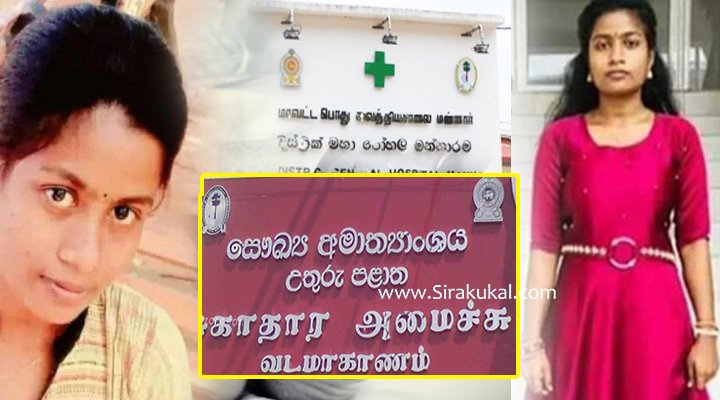 மாவட்ட பொது வைத்தியசாலை மன்னார்
දිස්ත්‍රික් මහා රෝහල මන්නාරම
සෞඛ්‍ය අමාත්‍යාංශය
උතුරු පළාත
www.Sirakukal.com
சுகாதார அமைச்சு
வடமாகாணம்